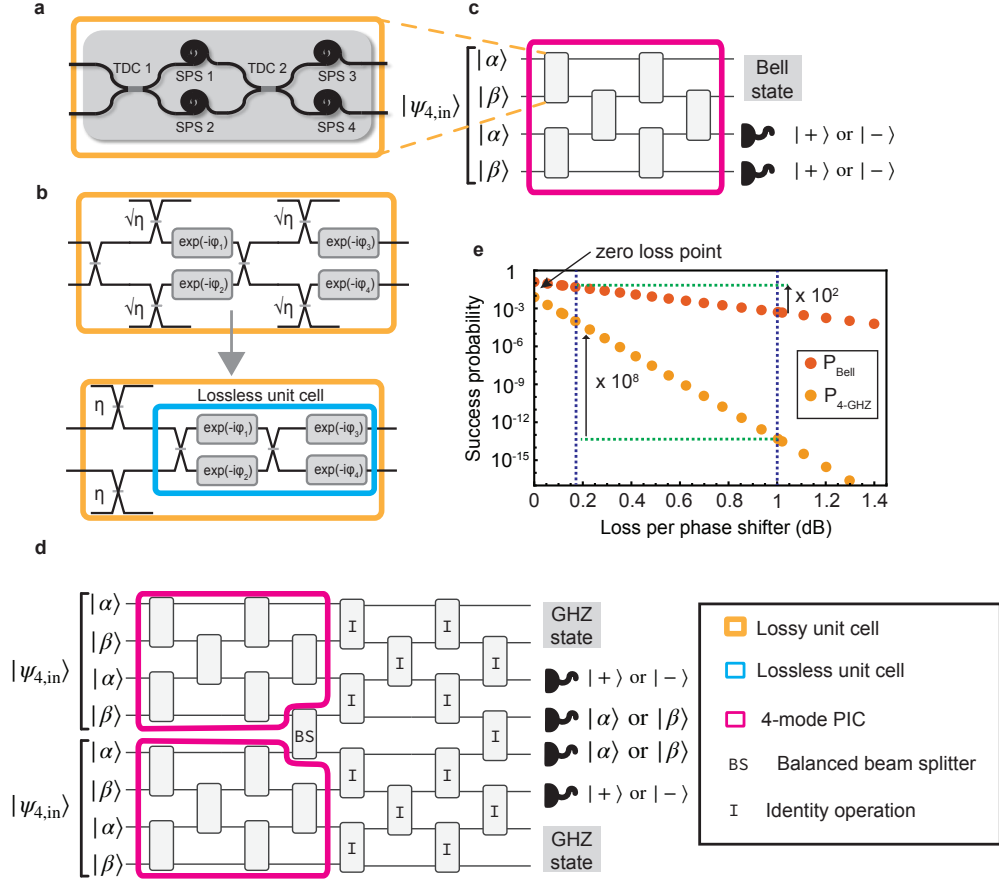 a
TDC 1
SPS 1
TDC 2
SPS 3
SPS 2
SPS 4
b
√η
√η
exp(-iφ₁)
exp(-iφ₃)
exp(-iφ₂)
exp(-iφ₄)
√η
√η
Lossless unit cell
η
exp(-iφ₁)
exp(-iφ₃)
exp(-iφ₂)
exp(-iφ₄)
η
c
|ψ₄,in⟩
|α⟩
|β⟩
|α⟩
|β⟩
Bell
state
|+⟩ or |−⟩
|+⟩ or |−⟩
e
zero loss point
Success probability
1
10⁻³
10⁻⁶
10⁻⁹
10⁻¹²
10⁻¹⁵
x 10²
x 10⁸
P Bell
P 4-GHZ
0 0.2 0.4 0.6 0.8 1.0 1.2 1.4
Loss per phase shifter (dB)
d
|ψ₄,in⟩
|α⟩
|β⟩
|α⟩
|β⟩
|ψ₄,in⟩
|α⟩
|β⟩
|α⟩
|β⟩
BS
I
I
I
I
I
I
I
I
I
I
I
I
I
I
GHZ
state
|+⟩ or |−⟩
|α⟩ or |β⟩
|α⟩ or |β⟩
|+⟩ or |−⟩
GHZ
state
Lossy unit cell
Lossless unit cell
4-mode PIC
BS Balanced beam splitter
I Identity operation